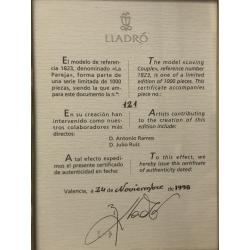 LLADRÓ
El modelo de referencia 1823, denominado «La Pareja», forma parte de una serie limitada de 1000 piezas, siendo la que ampara este documento la n.º:
The model «Loving Couple», reference number 1823, is one of a limited edition of 1000 pieces. This certificate accompanies piece no.:
121
En su creación han intervenido como nuestros colaboradores más directos:
Artists contributing to the creation of this edition include:
D. Antonio Ramos
D. Julio Ruiz
A tal efecto expedimos el presente certificado de autenticidad en fecha:
To this effect, we hereby issue this certificate of authenticity dated:
Valencia, a 24 de Noviembre de 1998
Lladró